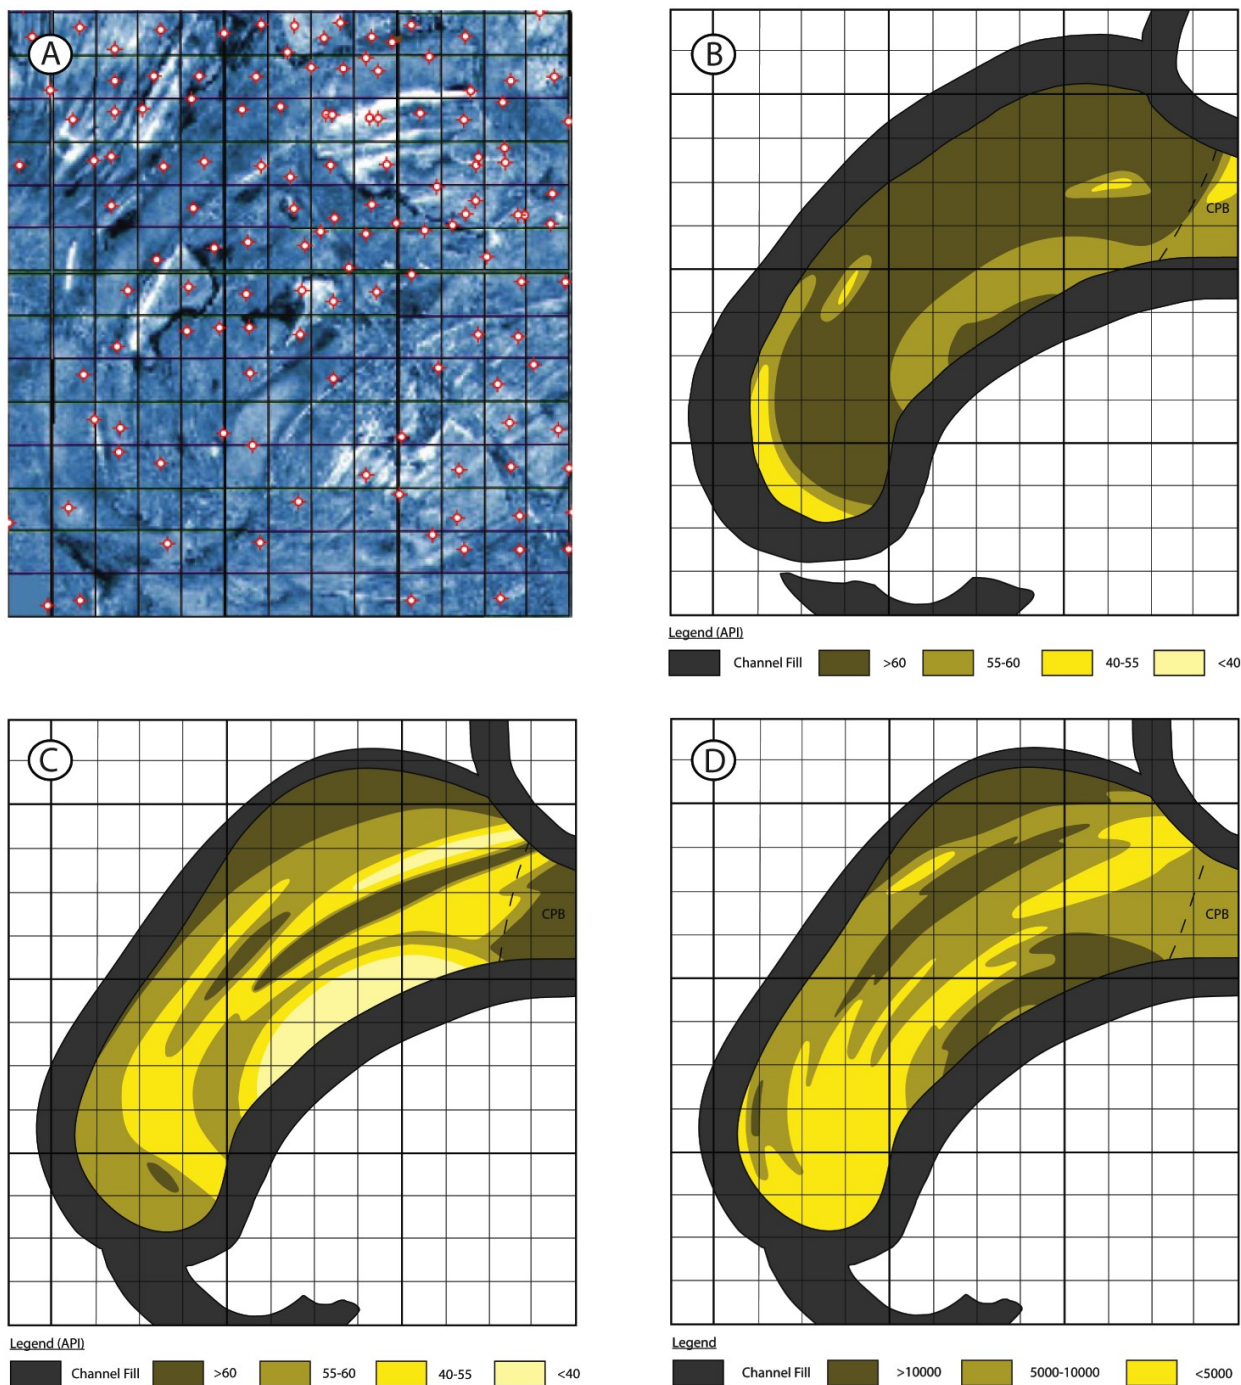 A
B
CPB
Legend (API)
Channel Fill >60 55-60 40-55 <40
C
CPB
D
CPB
Legend (API)
Channel Fill >60 55-60 40-55 <40
Legend
Channel Fill >10000 5000-10000 <5000